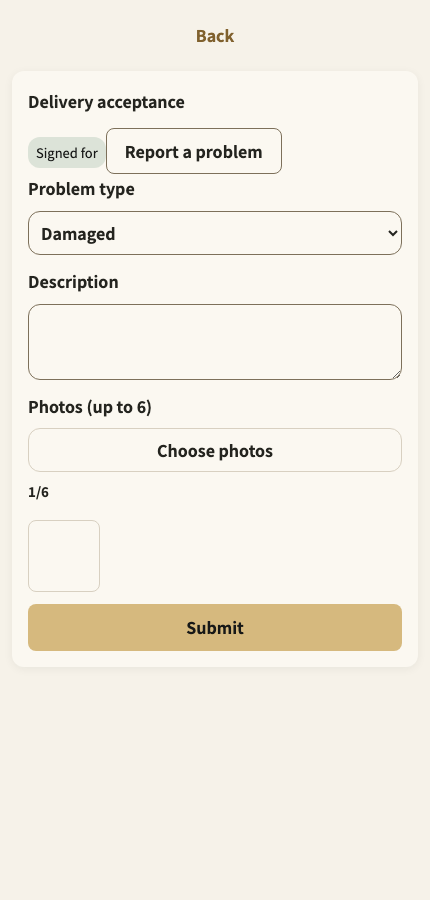 Back
Delivery acceptance
Signed for Report a problem
Problem type
Damaged
Description
Photos (up to 6)
Choose photos
1/6
Submit